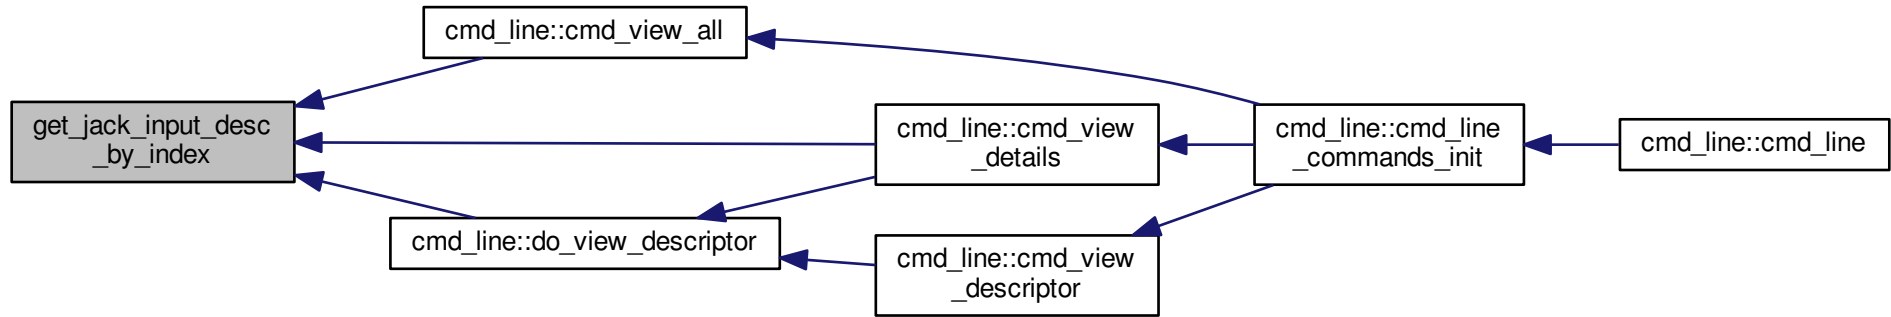 cmd_line::cmd_view_all
get_jack_input_desc
_by_index
cmd_line::cmd_view
_details
cmd_line::cmd_line
_commands_init
cmd_line::cmd_line
cmd_line::do_view_descriptor
cmd_line::cmd_view
_descriptor